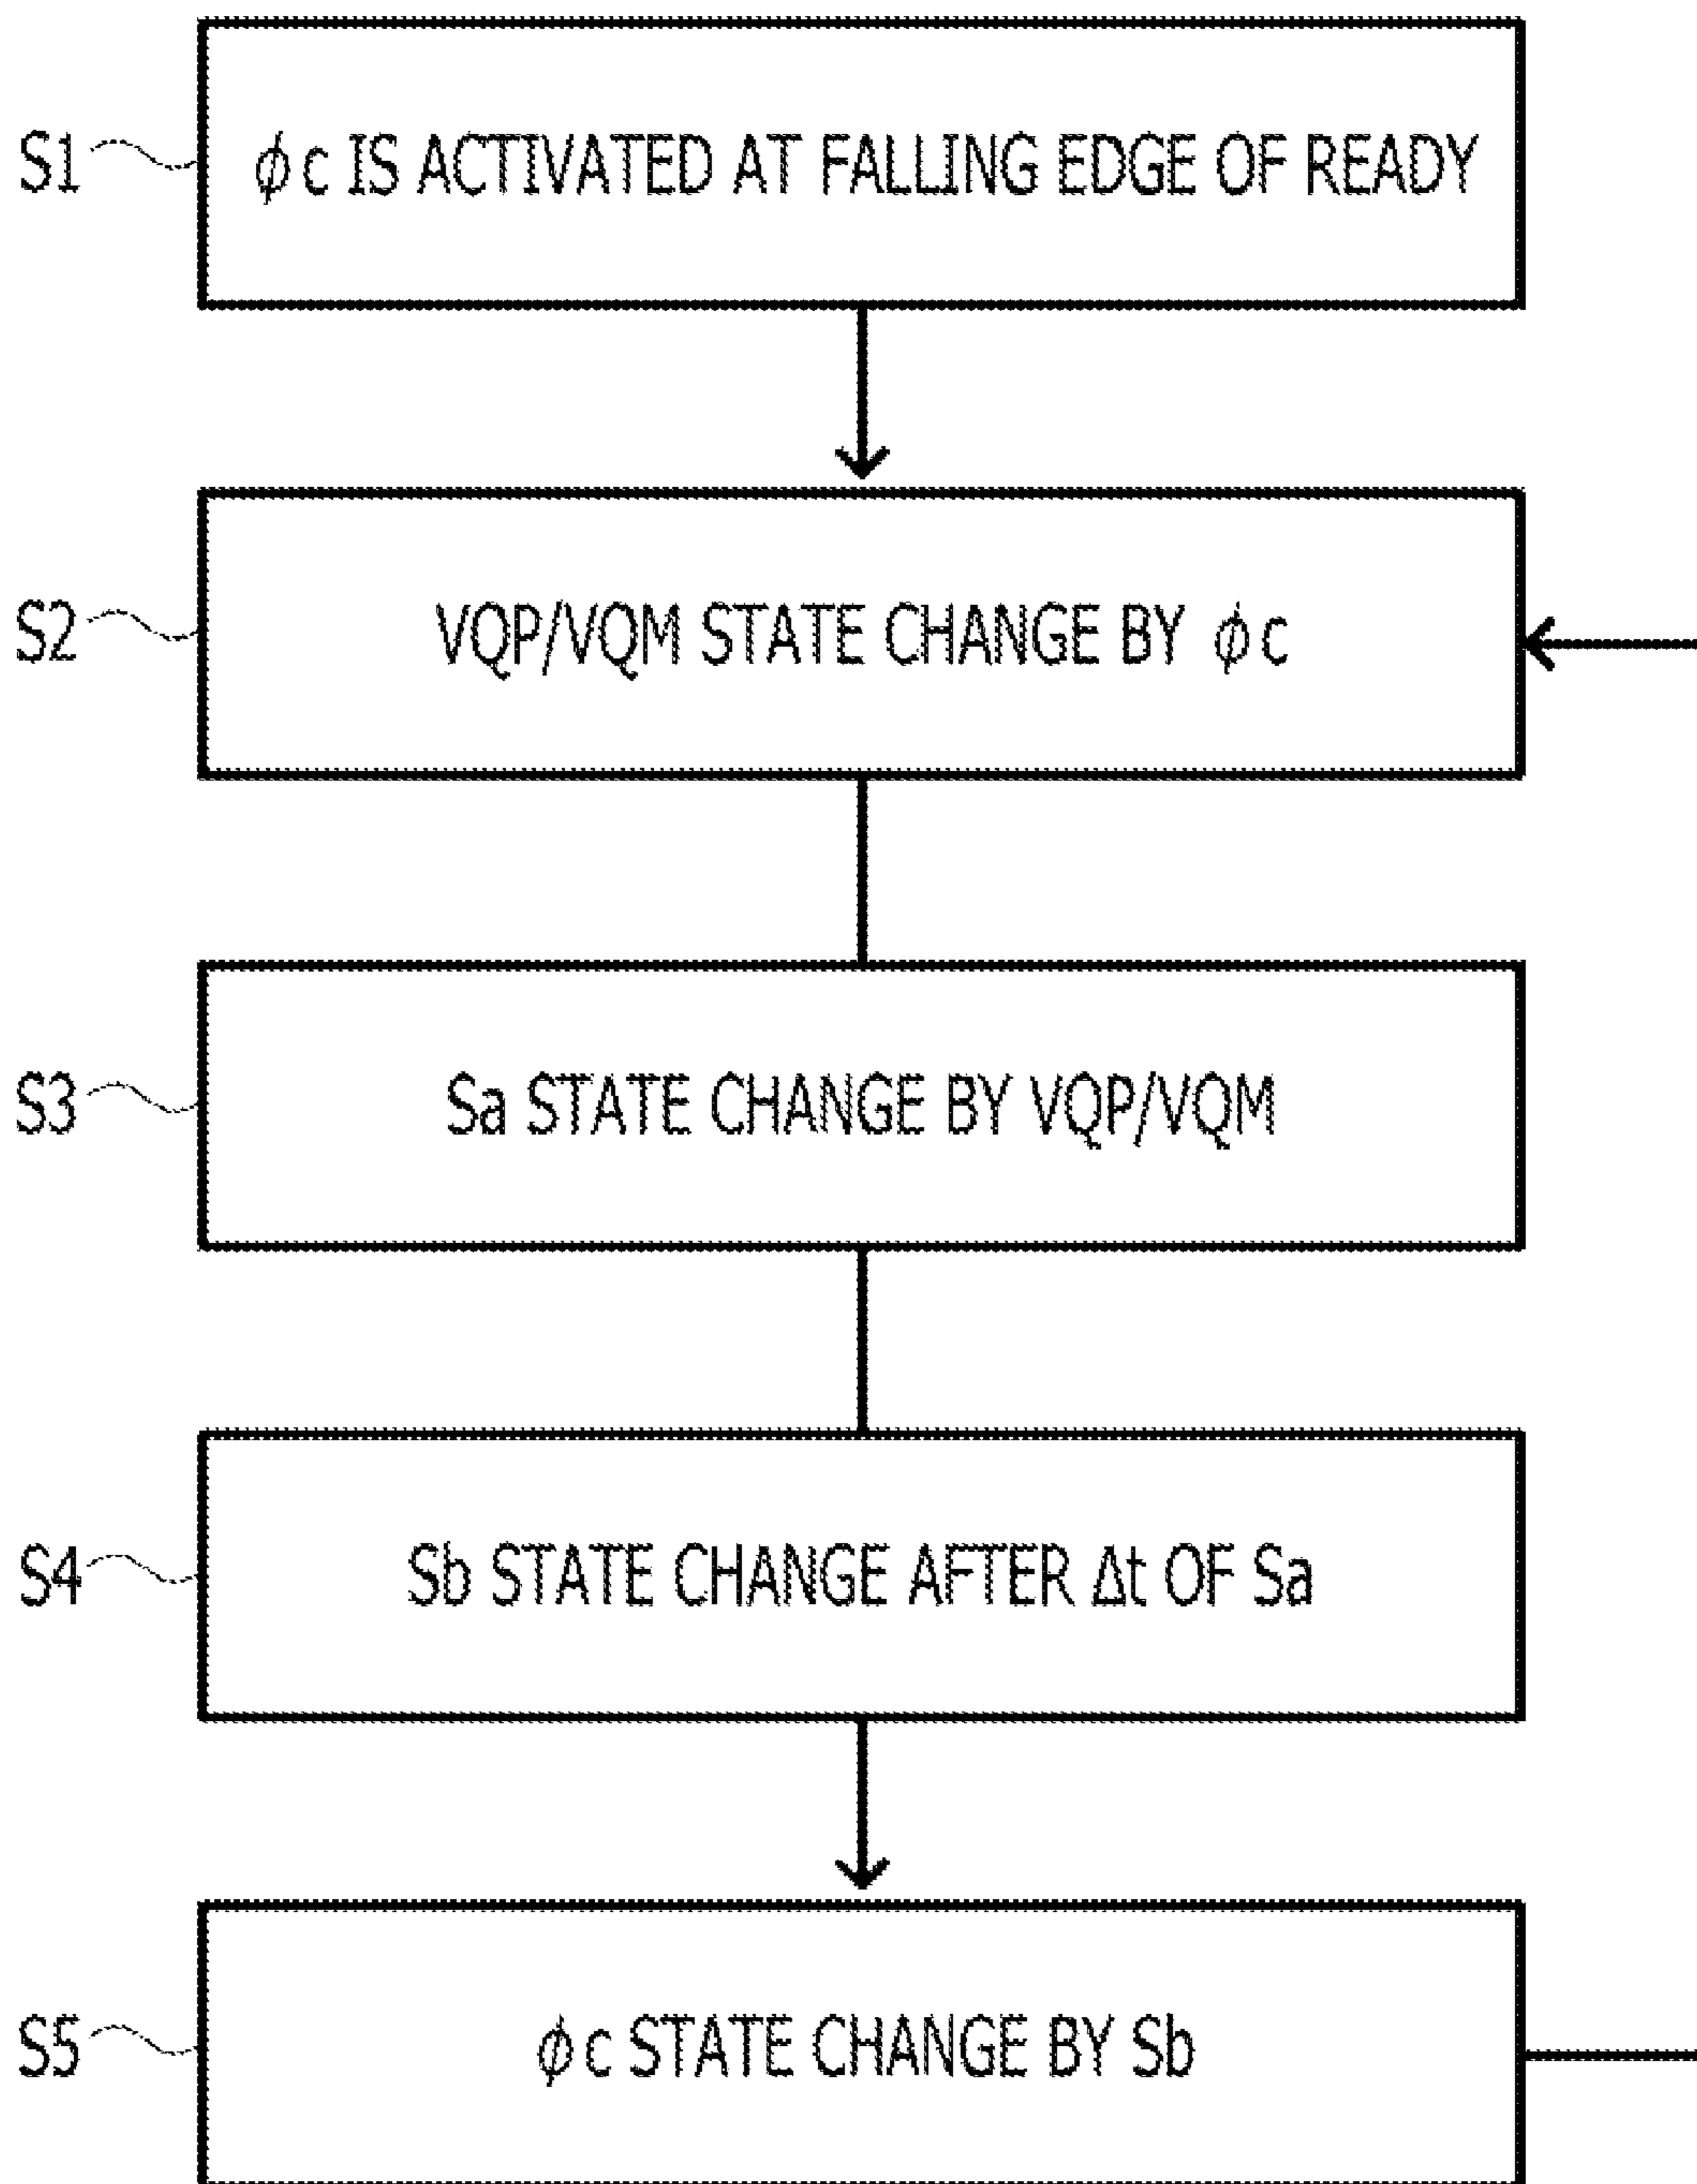 S1
ϕc IS ACTIVATED AT FALLING EDGE OF READY
S2
VQP/VQM STATE CHANGE BY ϕc
S3
Sa STATE CHANGE BY VQP/VQM
S4
Sb STATE CHANGE AFTER Δt OF Sa
S5
ϕc STATE CHANGE BY Sb